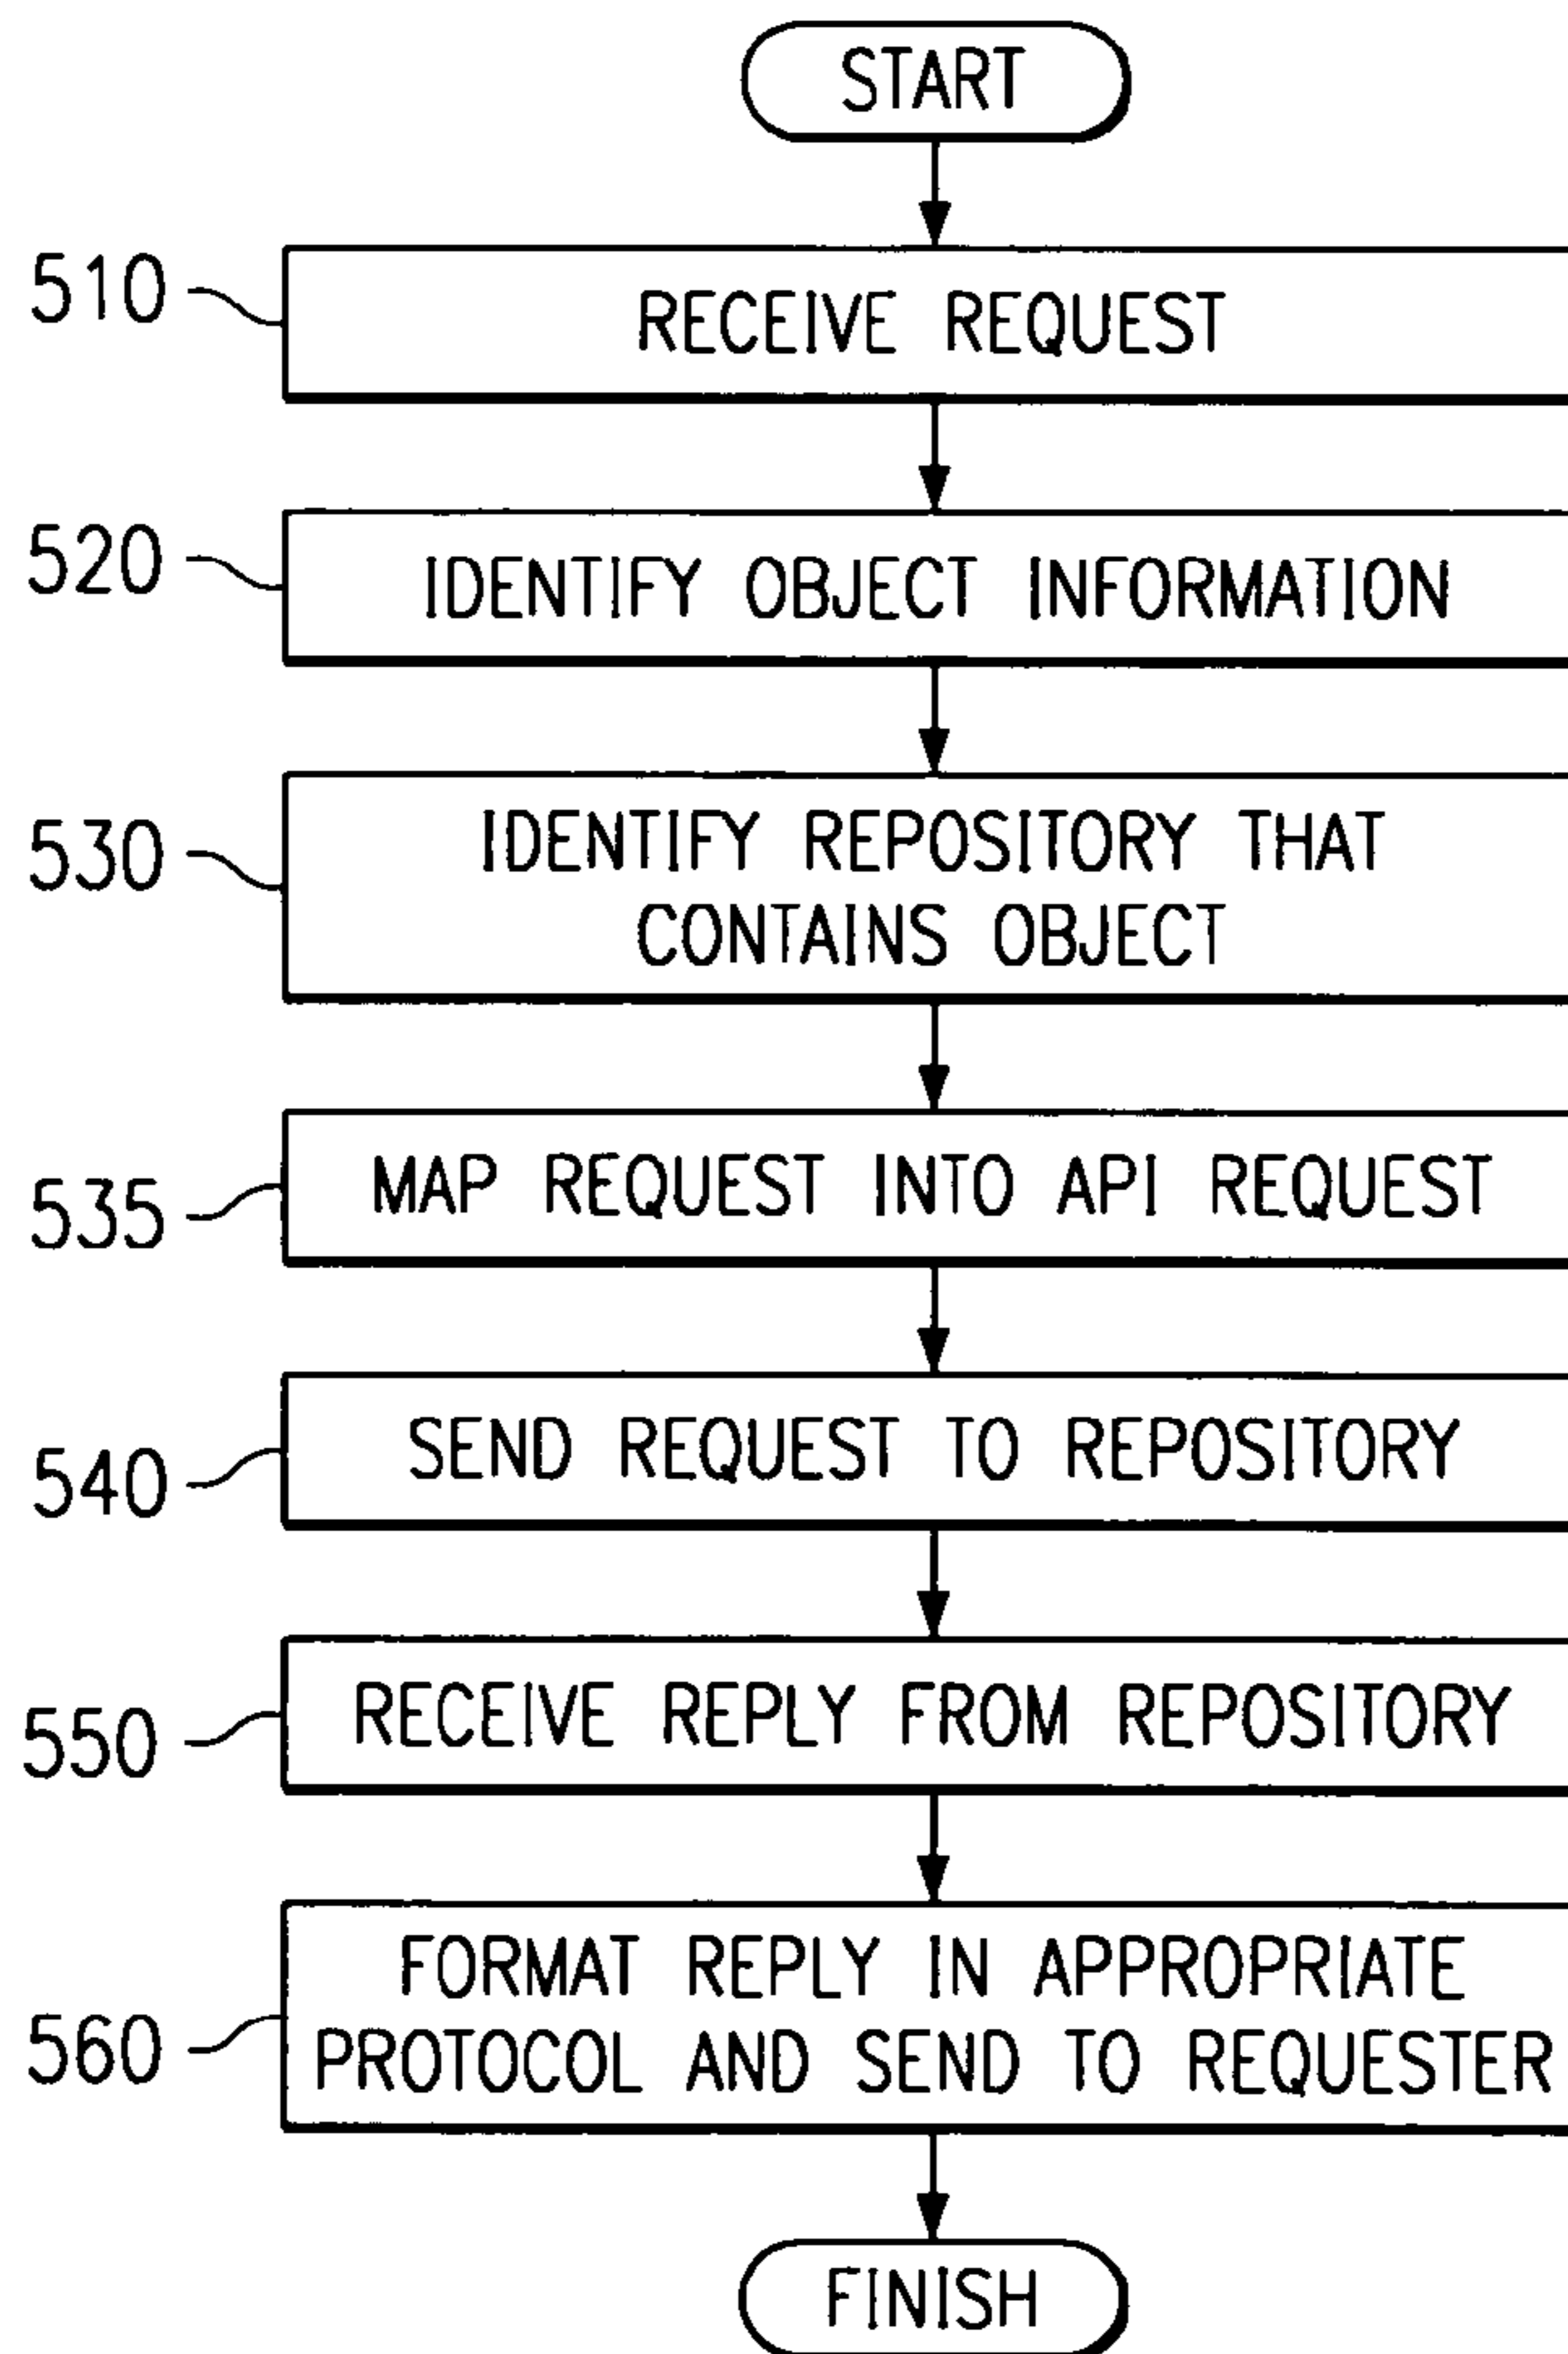 START
510
RECEIVE REQUEST
520
IDENTIFY OBJECT INFORMATION
530
IDENTIFY REPOSITORY THAT
CONTAINS OBJECT
535
MAP REQUEST INTO API REQUEST
540
SEND REQUEST TO REPOSITORY
550
RECEIVE REPLY FROM REPOSITORY
560
FORMAT REPLY IN APPROPRIATE
PROTOCOL AND SEND TO REQUESTER
FINISH